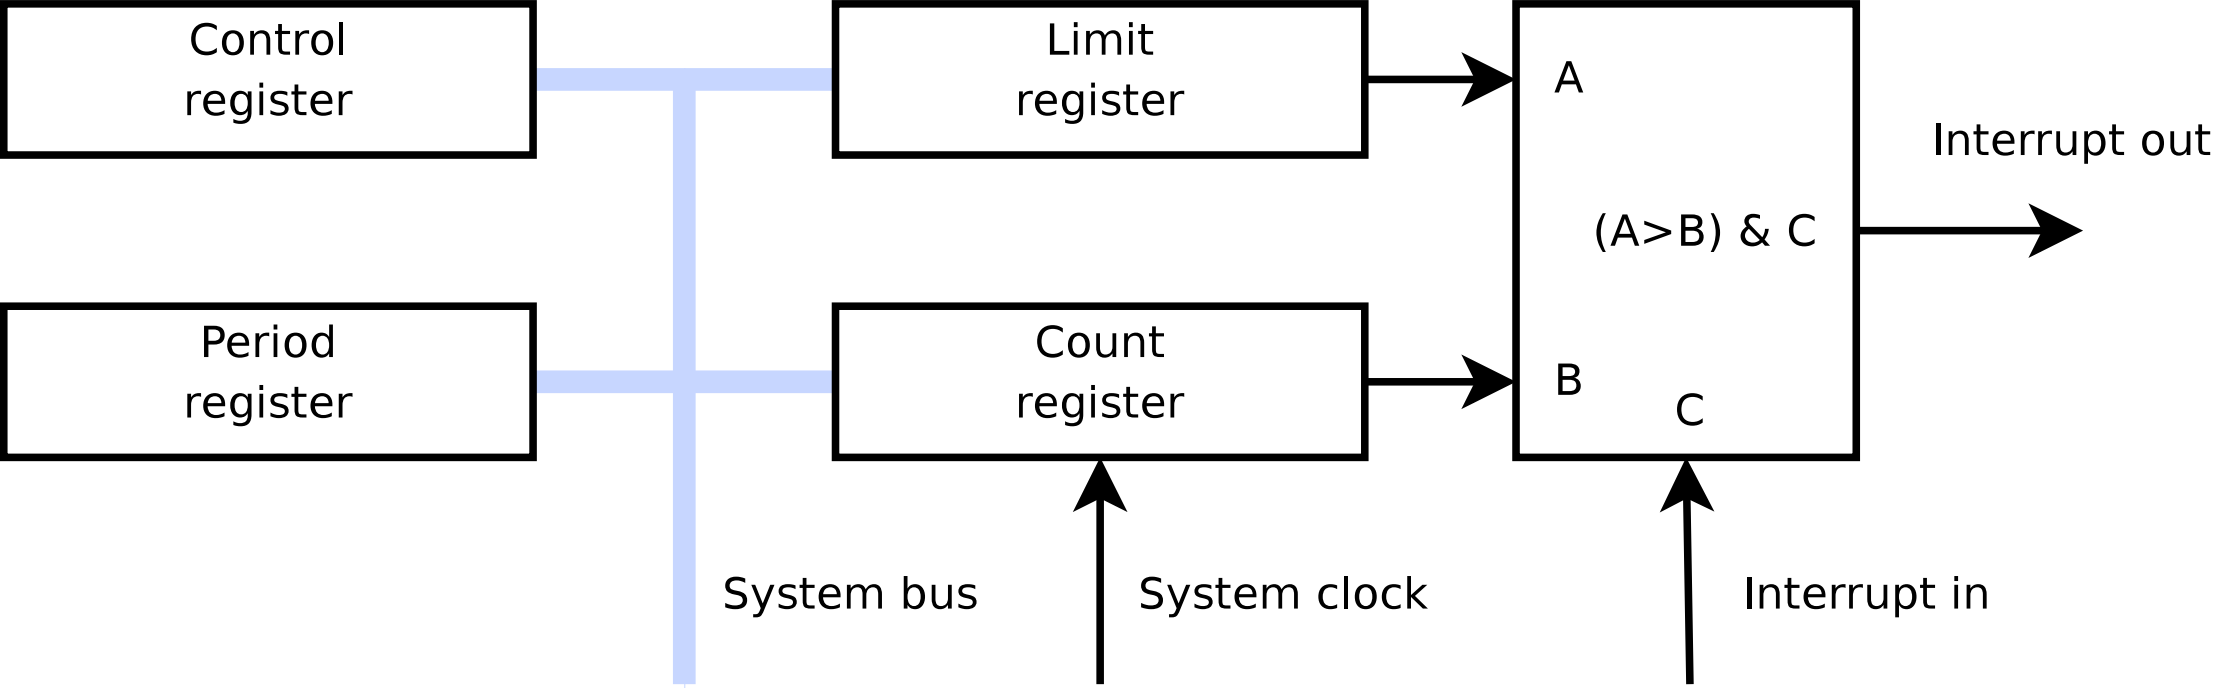 Control
register
Limit
register
A
Interrupt out
(A>B) & C
Period
register
Count
register
B
C
System bus
System clock
Interrupt in